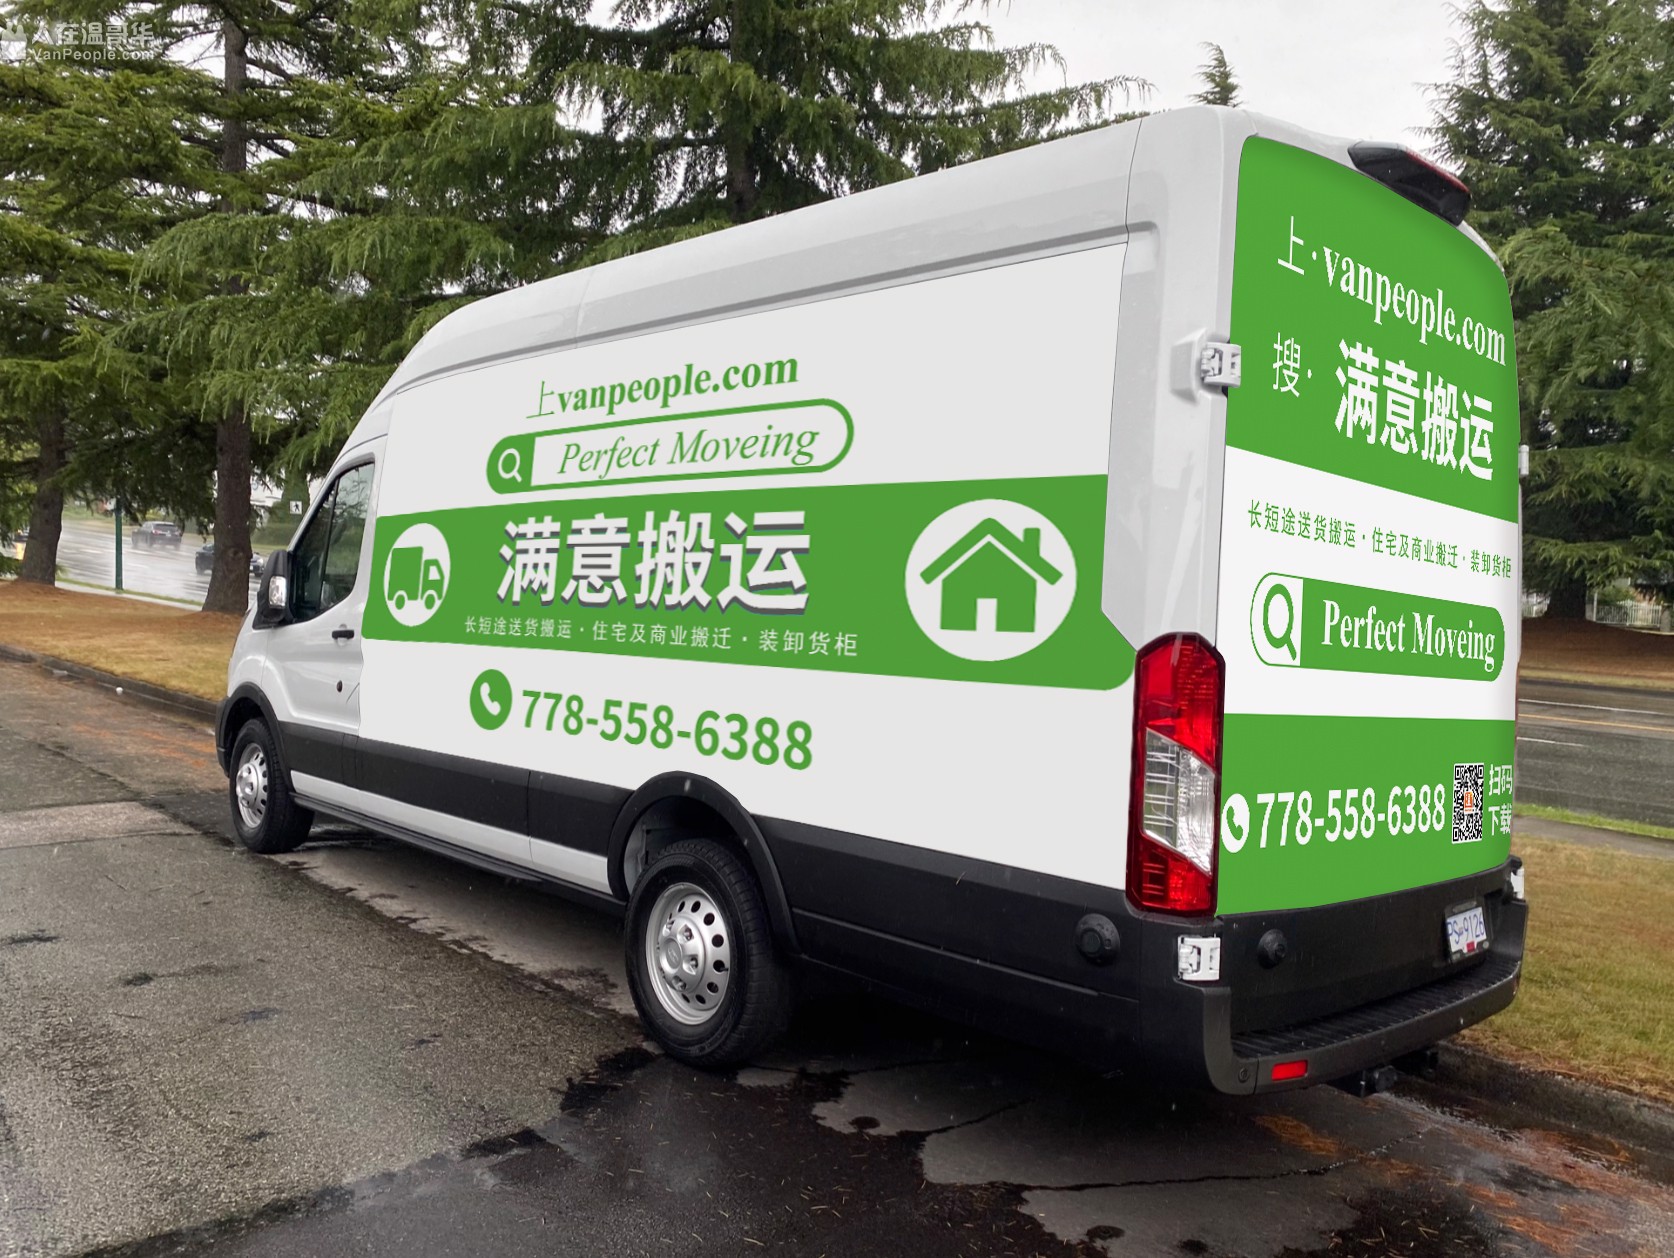 人在温哥华
VanPeople.com
上vanpeople.com
Perfect Moveing
满意搬运
长短途送货搬运·住宅及商业搬迁·装卸货柜
778-558-6388
上·vanpeople.com
搜·满意搬运
长短途送货搬运·住宅及商业搬迁·装卸货柜
Perfect Moveing
778-558-6388
扫码
下载
PS 9126